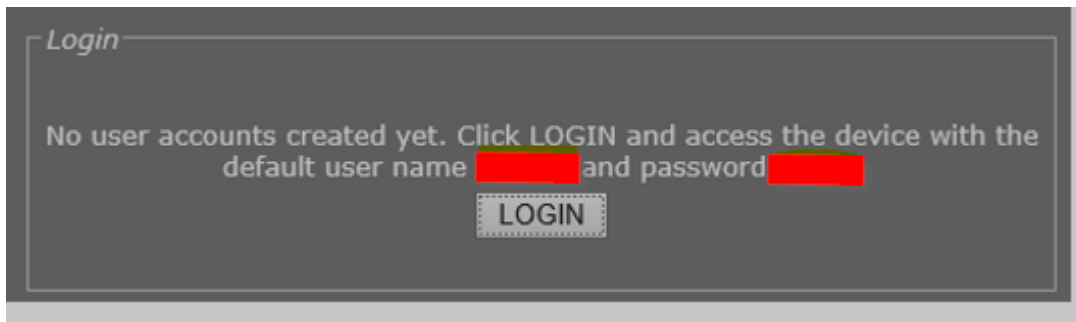 Login
No user accounts created yet. Click LOGIN and access the device with the
default user name and password
LOGIN